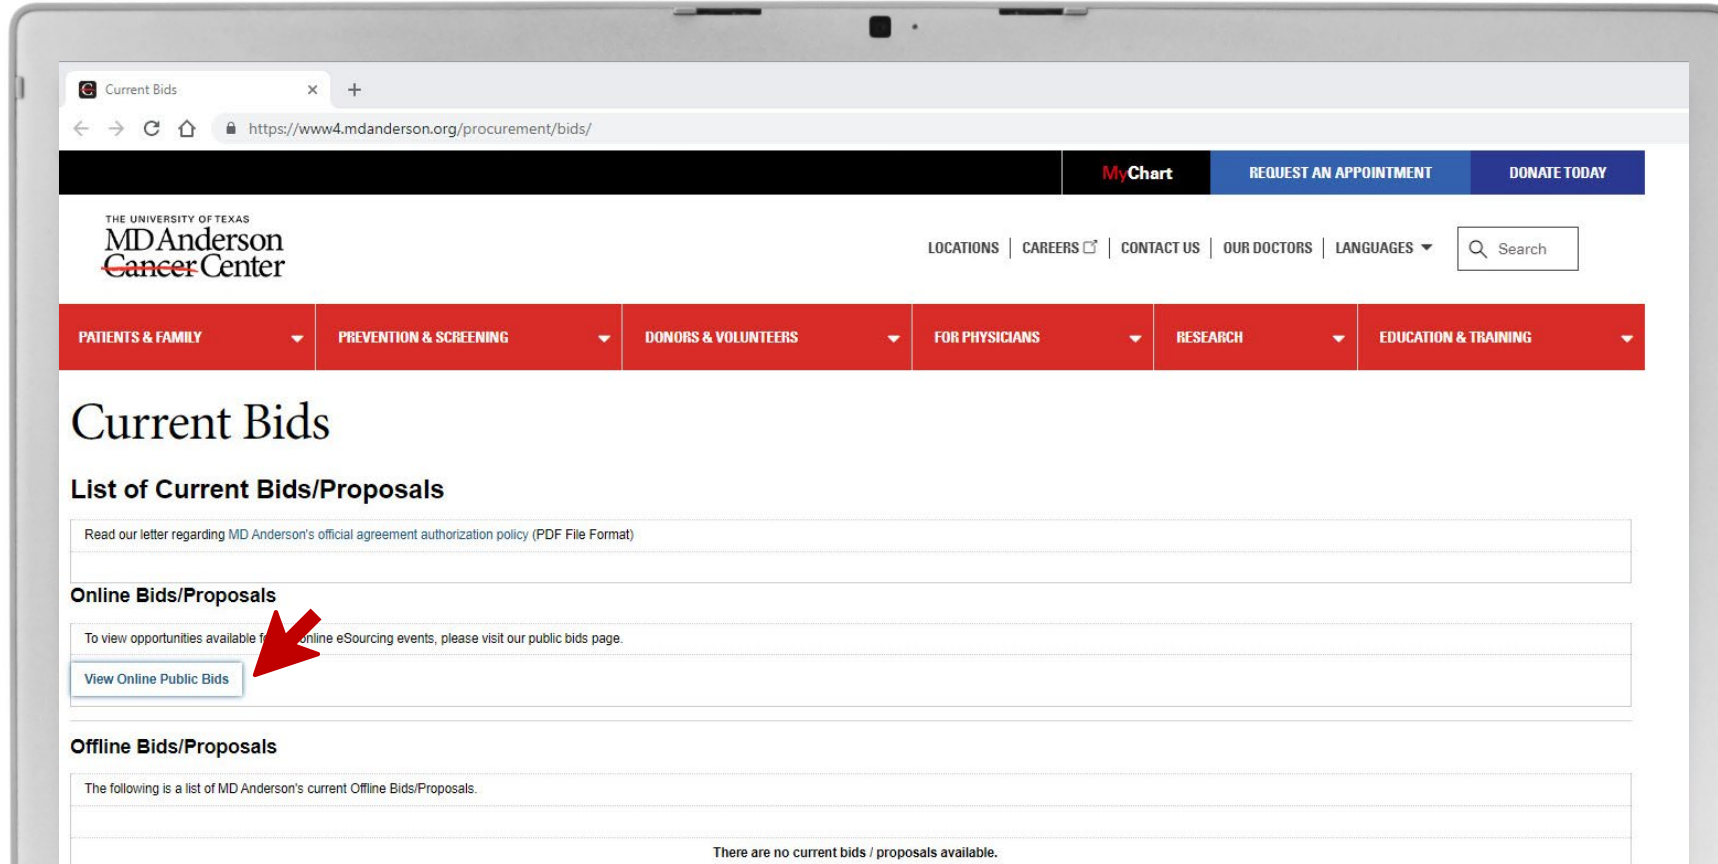 Current Bids
https://www4.mdanderson.org/procurement/bids/
MyChart
REQUEST AN APPOINTMENT
DONATE TODAY
THE UNIVERSITY OF TEXAS
MD Anderson
Cancer Center
LOCATIONS | CAREERS | CONTACT US | OUR DOCTORS | LANGUAGES
Search
PATIENTS & FAMILY
PREVENTION & SCREENING
DONORS & VOLUNTEERS
FOR PHYSICIANS
RESEARCH
EDUCATION & TRAINING
Current Bids
List of Current Bids/Proposals
Read our letter regarding MD Anderson's official agreement authorization policy (PDF File Format)
Online Bids/Proposals
To view opportunities available online eSourcing events, please visit our public bids page.
View Online Public Bids
Offline Bids/Proposals
The following is a list of MD Anderson's current Offline Bids/Proposals.
There are no current bids / proposals available.